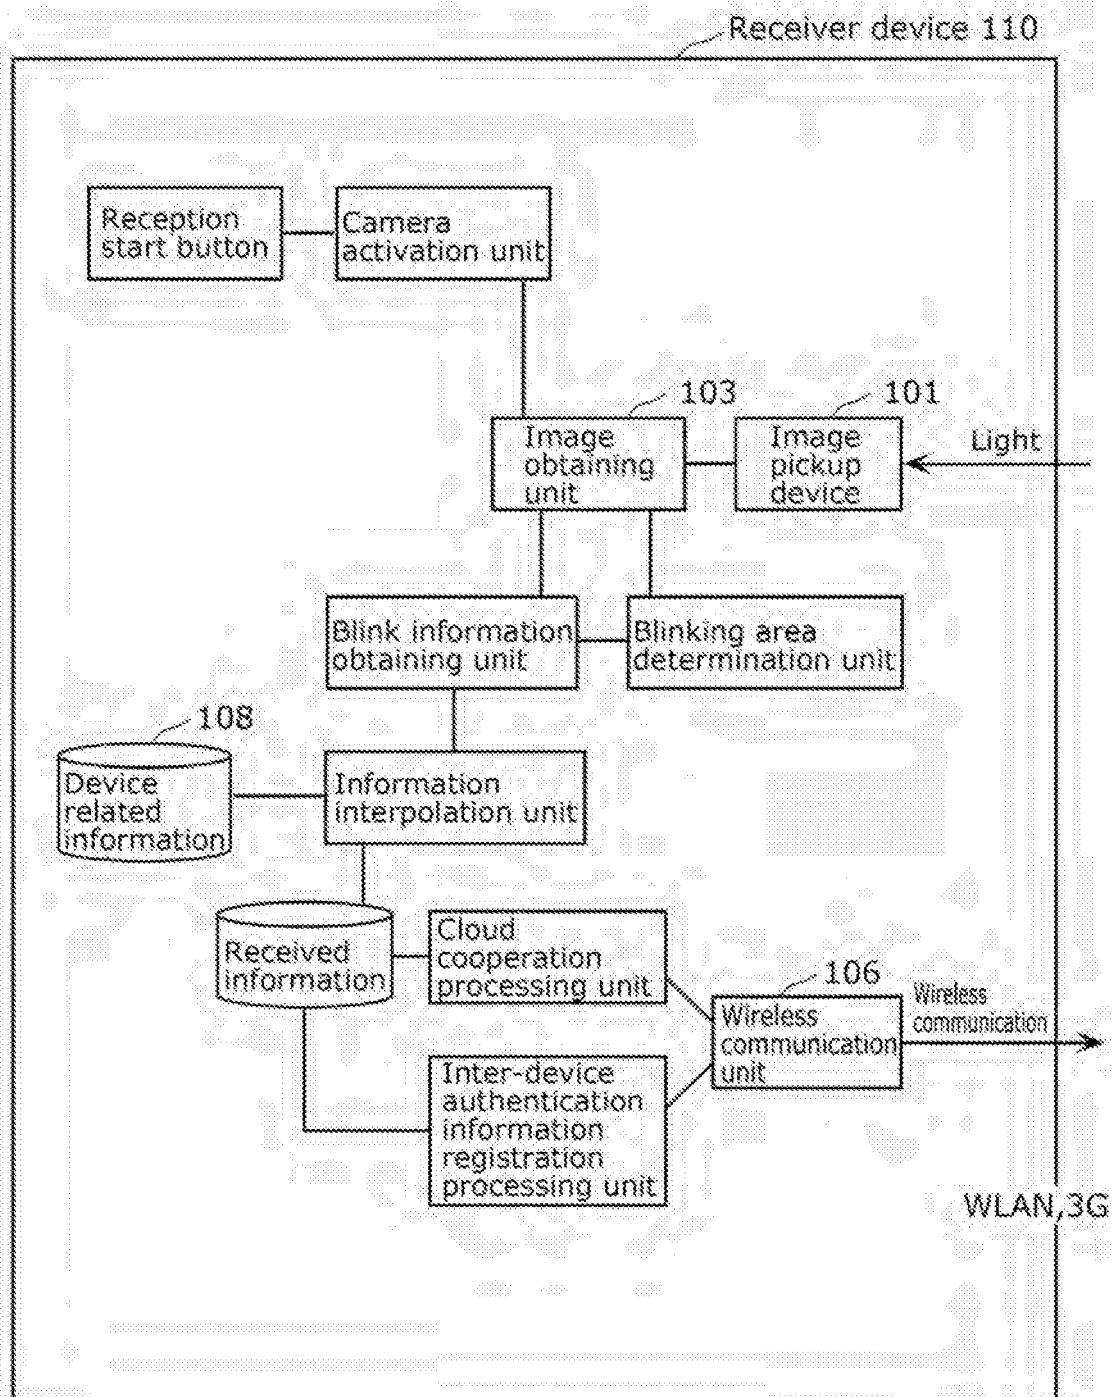 Receiver device 110
Reception
start button
Camera
activation unit
103
101
Image
obtaining
unit
Image
pickup
device
Light
Blink information
obtaining unit
Blinking area
determination unit
108
Device
related
information
Information
interpolation unit
Received
information
Cloud
cooperation
processing unit
106
Wireless
communication
unit
Wireless
communication
Inter-device
authentication
information
registration
processing unit
WLAN,3G